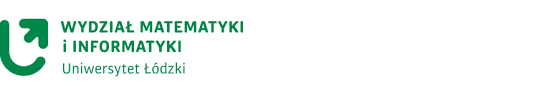 WYDZIAŁ MATEMATYKI
i INFORMATYKI
Uniwersytet Łódzki